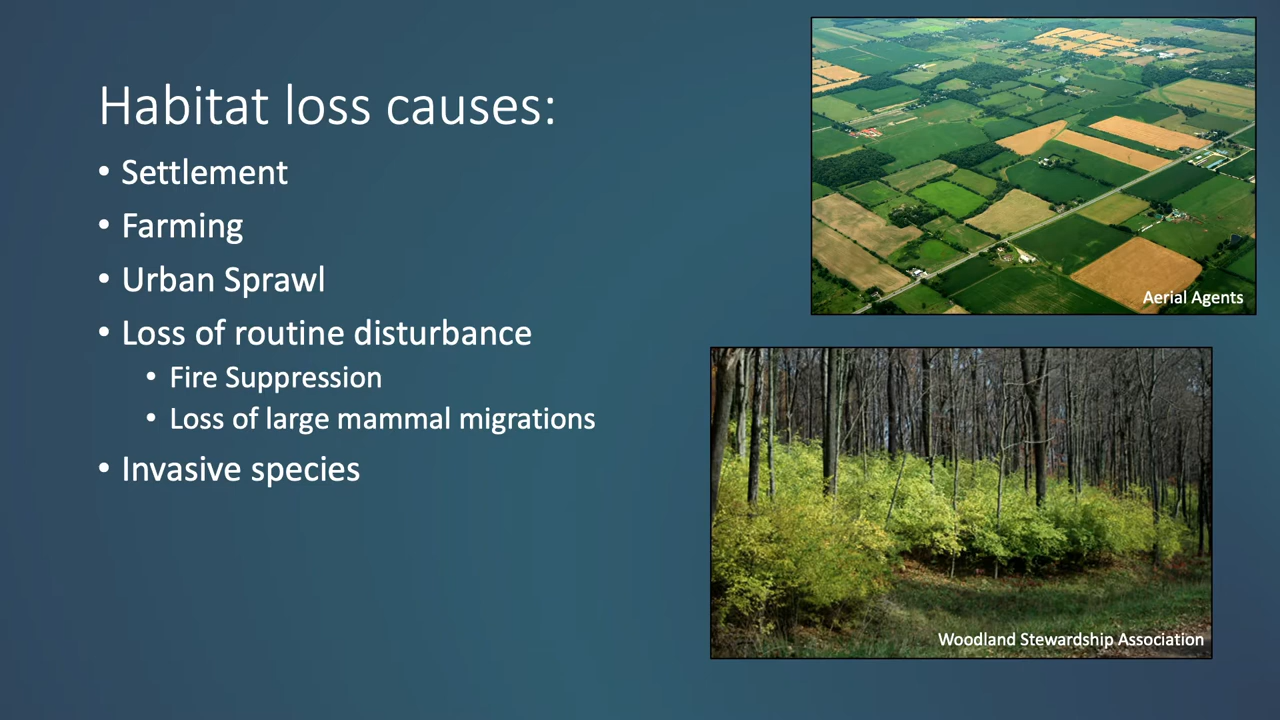 Habitat loss causes:
• Settlement
• Farming
• Urban Sprawl
• Loss of routine disturbance
• Fire Suppression
• Loss of large mammal migrations
• Invasive species
Aerial Agents
Woodland Stewardship Association